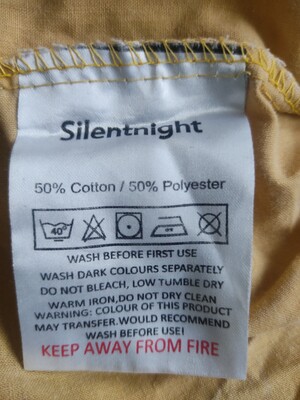 Silentnight
50% Cotton / 50% Polyester
40°
WASH BEFORE FIRST USE
WASH DARK COLOURS SEPARATELY
DO NOT BLEACH, LOW TUMBLE DRY
WARM IRON,DO NOT DRY CLEAN
WARNING: COLOUR OF THIS PRODUCT
MAY TRANSFER.WOULD RECOMMEND
WASH BEFORE USE!
KEEP AWAY FROM FIRE